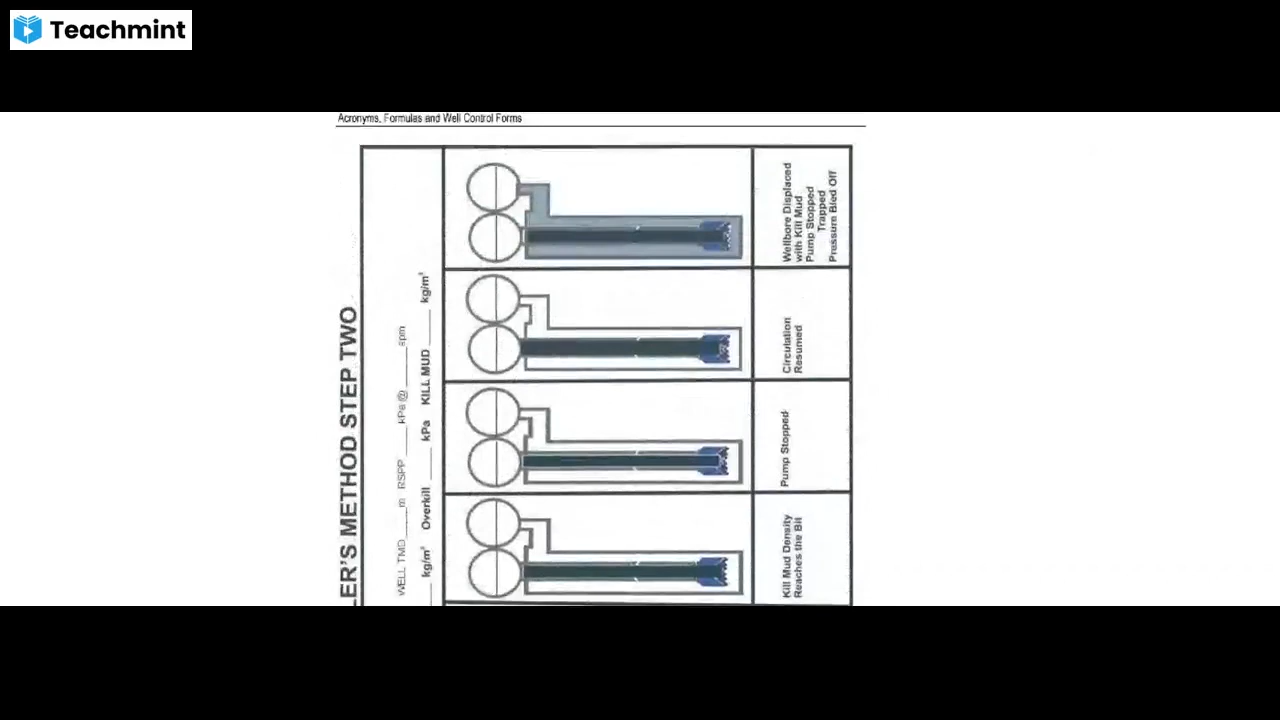 Teachmint
Acronyms, Formulas and Well Control Forms
LER'S METHOD STEP TWO
WELL TMD ____ m RSPP ____ kPa @ ____ spm
____ kg/m³ Overkill ____ kPa KILL MUD ____ kg/m³
Wellbore Displaced
with Kill Mud
Pump Stopped
Trapped
Pressure Bled Off
Circulation
Resumed
Pump Stopped
Kill Mud Density
Reaches the Bit